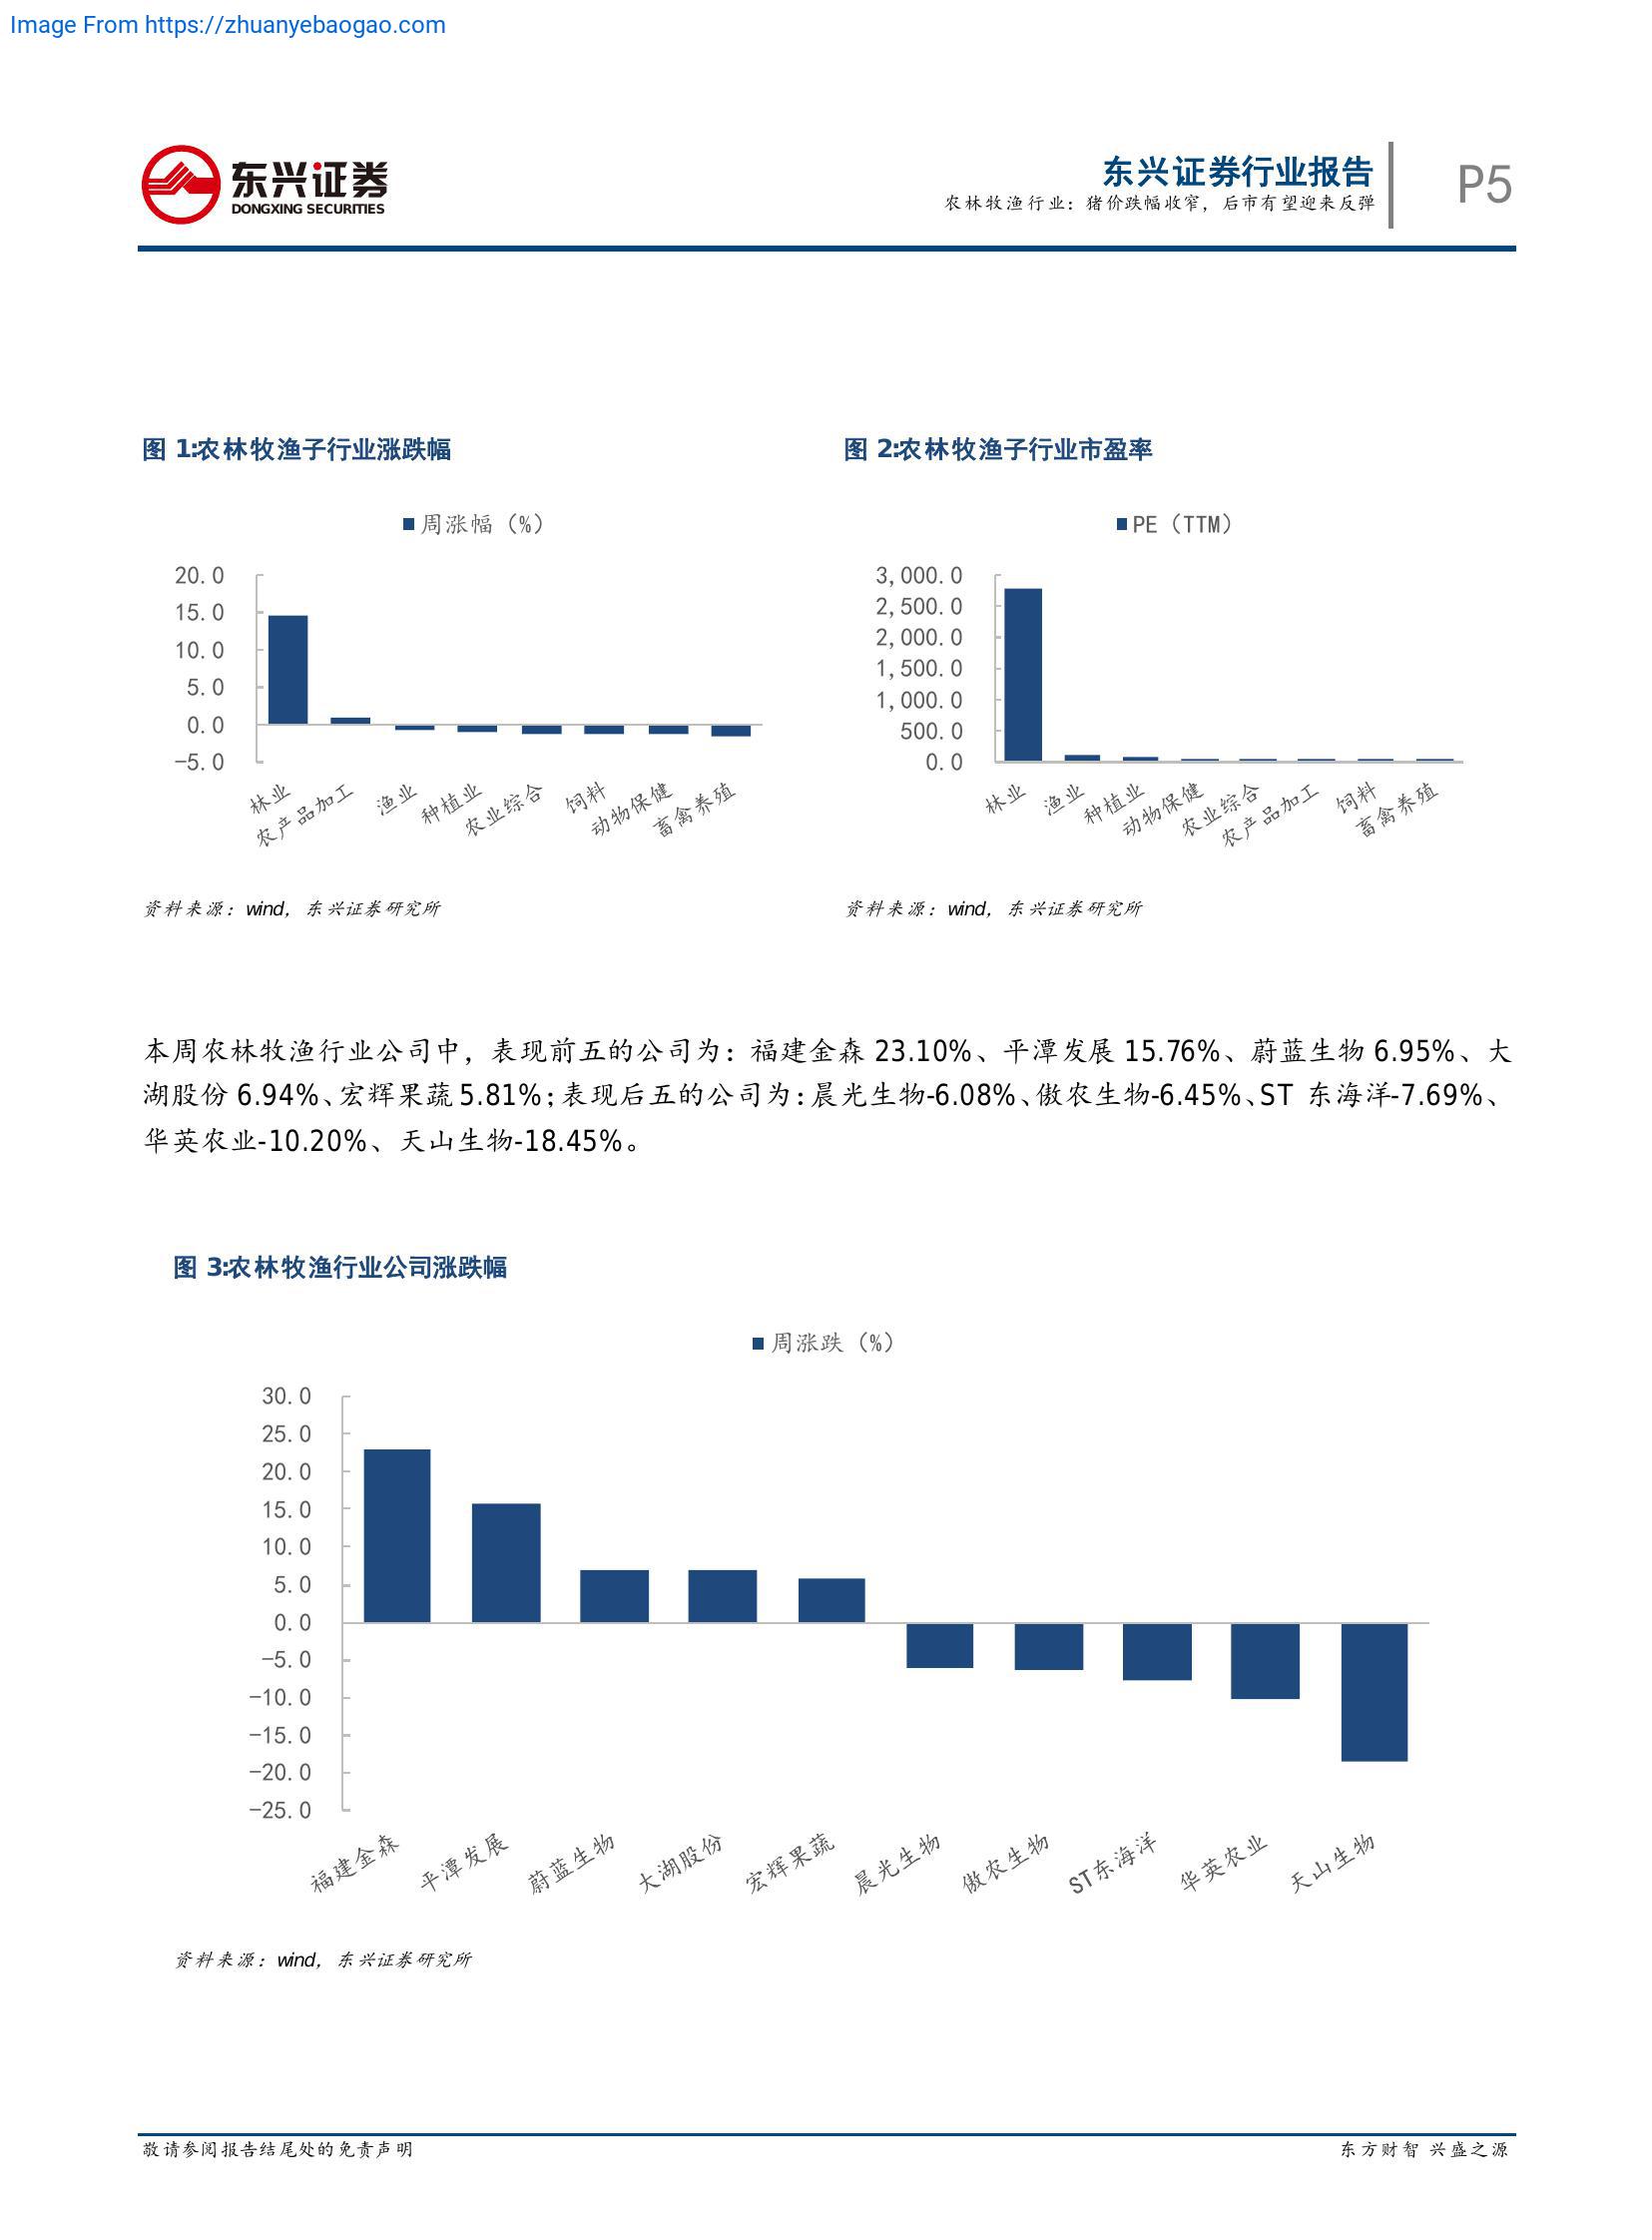 Image From https://zhuanyebaogao.com
东兴证券
DONGXING SECURITIES
东兴证券行业报告
农林牧渔行业：猪价跌幅收窄，后市有望迎来反弹
P5
图 1:农林牧渔子行业涨跌幅
周涨幅（%）
20.0
15.0
10.0
5.0
0.0
-5.0
林业
农产品加工
渔业
种植业
农业综合
饲料
动物保健
畜禽养殖
资料来源：wind，东兴证券研究所
图 2:农林牧渔子行业市盈率
PE（TTM）
3,000.0
2,500.0
2,000.0
1,500.0
1,000.0
500.0
0.0
林业
渔业
种植业
动物保健
农业综合
农产品加工
饲料
畜禽养殖
资料来源：wind，东兴证券研究所
本周农林牧渔行业公司中，表现前五的公司为：福建金森 23.10%、平潭发展 15.76%、蔚蓝生物 6.95%、大
湖股份 6.94%、宏辉果蔬 5.81%；表现后五的公司为：晨光生物-6.08%、傲农生物-6.45%、ST 东海洋-7.69%、
华英农业-10.20%、天山生物-18.45%。
图 3:农林牧渔行业公司涨跌幅
周涨跌（%）
30.0
25.0
20.0
15.0
10.0
5.0
0.0
-5.0
-10.0
-15.0
-20.0
-25.0
福建金森
平潭发展
蔚蓝生物
大湖股份
宏辉果蔬
晨光生物
傲农生物
ST东海洋
华英农业
天山生物
资料来源：wind，东兴证券研究所
敬请参阅报告结尾处的免责声明
东方财智 兴盛之源